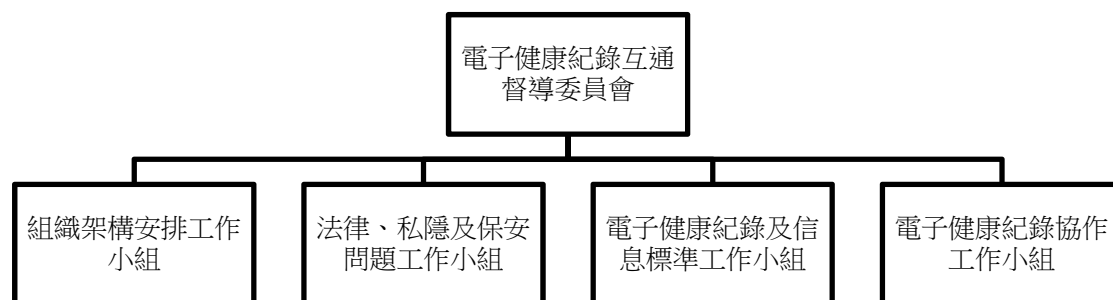 電子健康紀錄互通
督導委員會
組織架構安排工作
小組
法律、私隱及保安
問題工作小組
電子健康紀錄及信
息標準工作小組
電子健康紀錄協作
工作小組